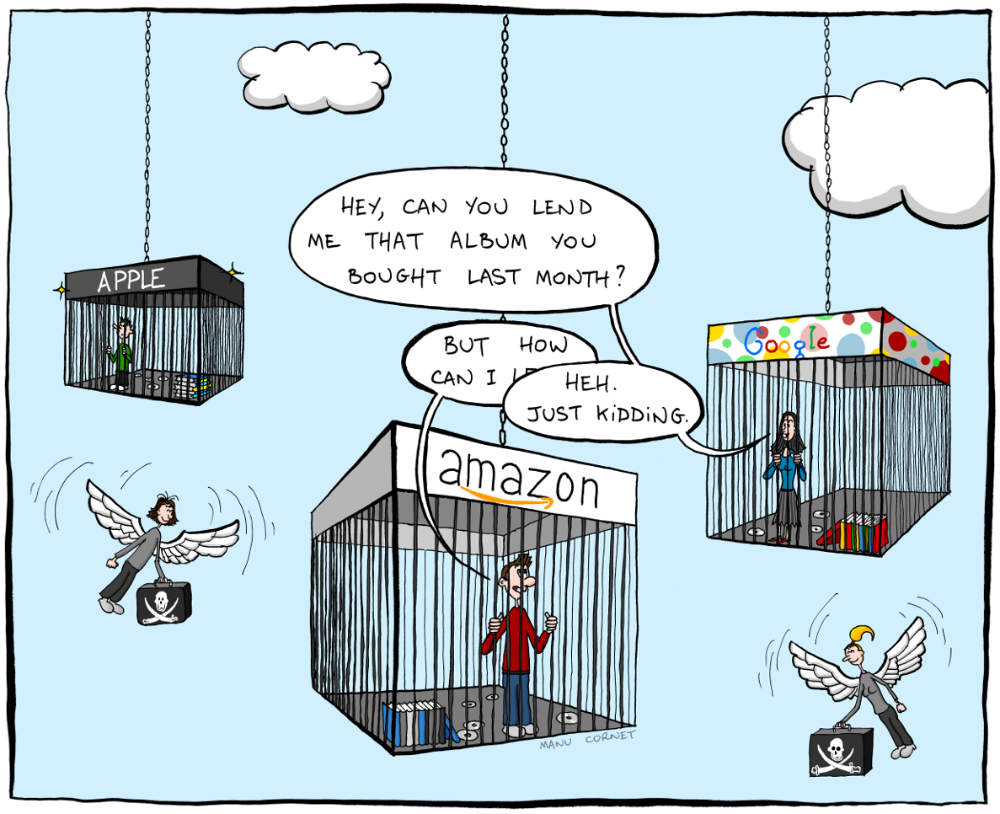 HEY, CAN YOU LEND
ME THAT ALBUM YOU
BOUGHT LAST MONTH?
APPLE
BUT HOW
CAN I
HEH.
JUST KIDDING.
Google
amazon
MANU CORNET